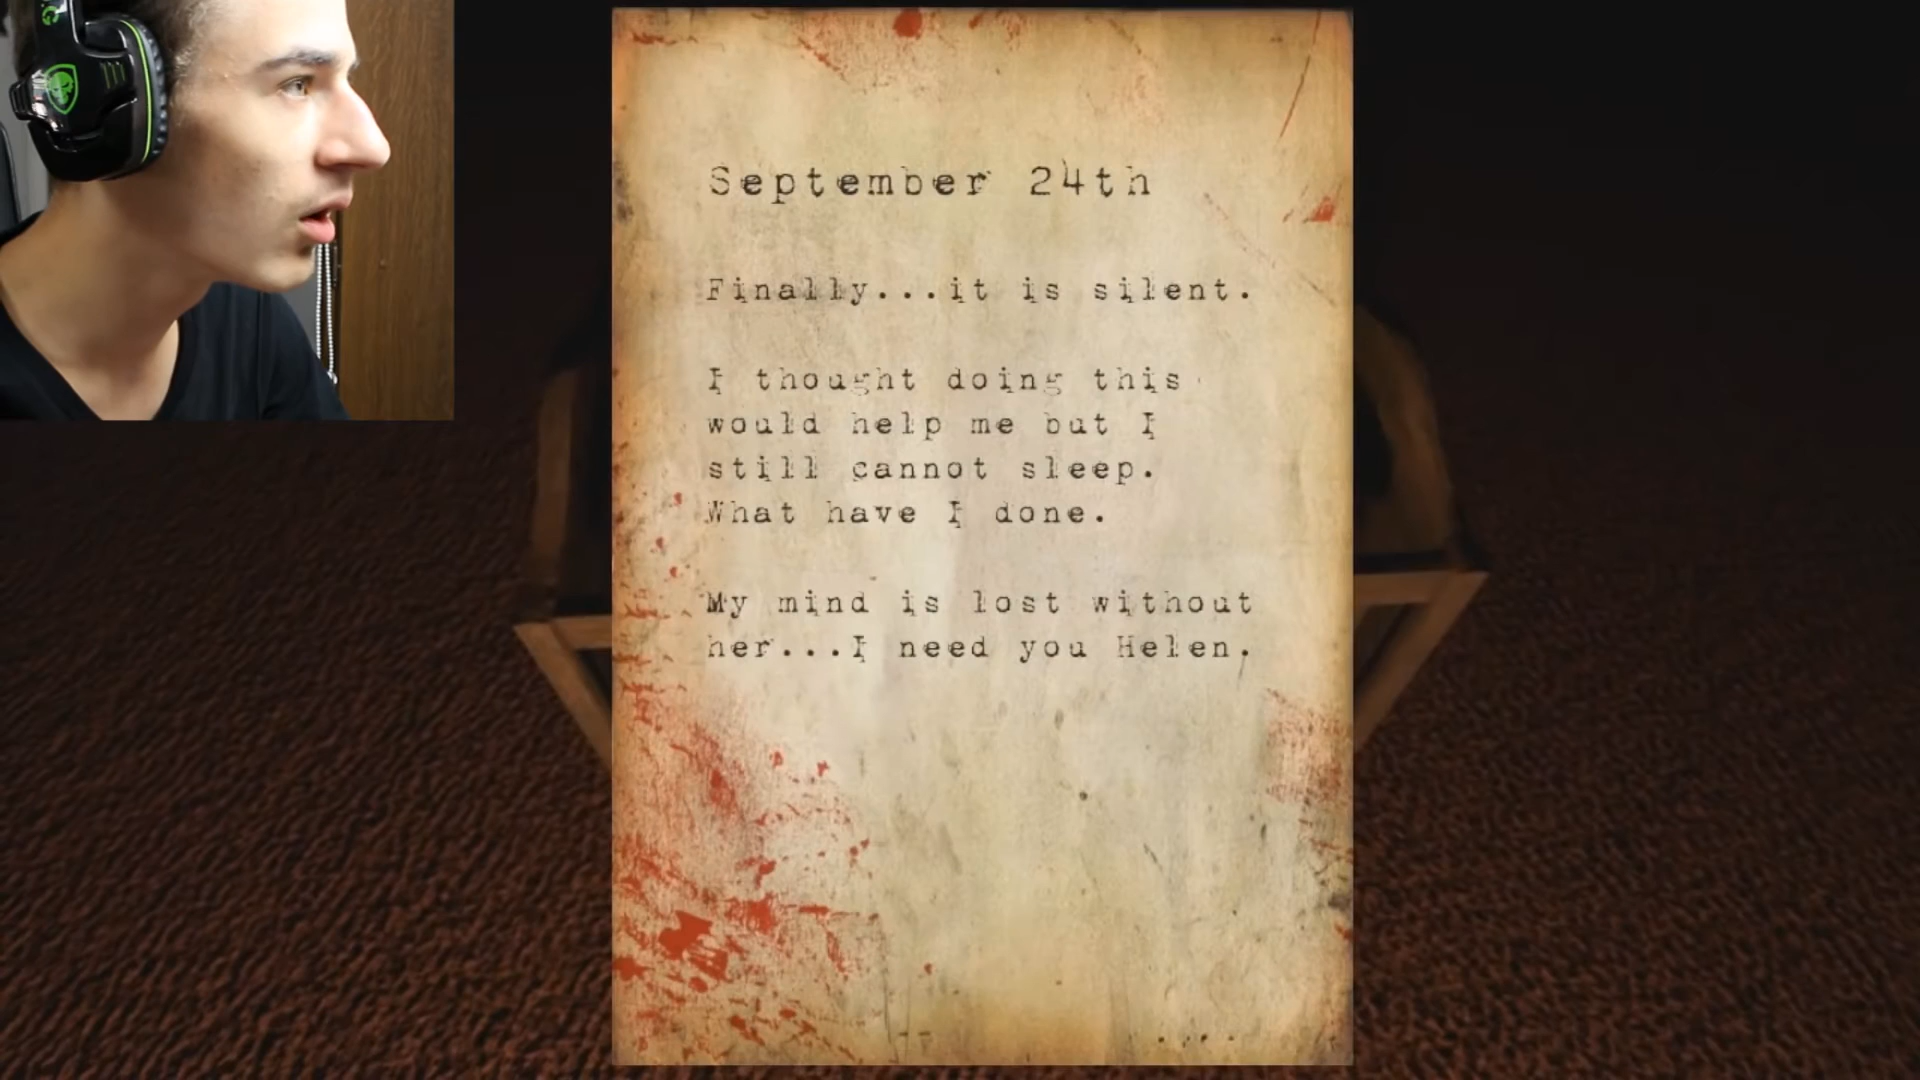 September 24th
Finally...it is silent.
I thought doing this
would help me but I
still cannot sleep.
What have I done.
My mind is lost without
her...I need you Helen.